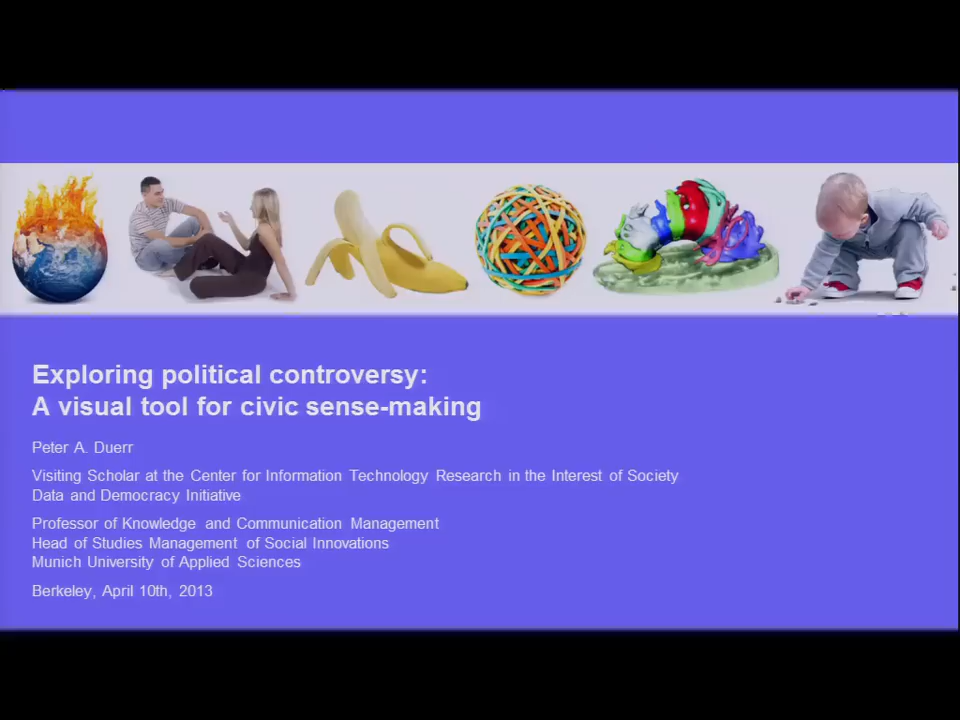 Exploring political controversy:
A visual tool for civic sense-making
Peter A. Duerr
Visiting Scholar at the Center for Information Technology Research in the Interest of Society
Data and Democracy Initiative
Professor of Knowledge and Communication Management
Head of Studies Management of Social Innovations
Munich University of Applied Sciences
Berkeley, April 10th, 2013